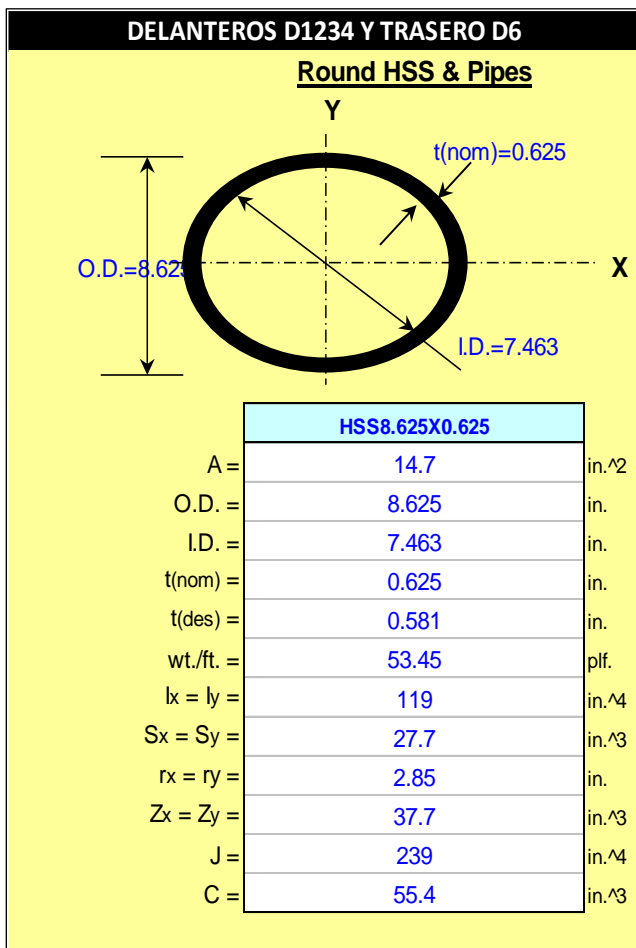 DELANTEROS D1234 Y TRASERO D6
Round HSS & Pipes
Y
t(nom)=0.625
O.D.=8.625
X
I.D.=7.463
HSS8.625X0.625
A = 14.7 in.^2
O.D. = 8.625 in.
I.D. = 7.463 in.
t(nom) = 0.625 in.
t(des) = 0.581 in.
wt./ft. = 53.45 plf.
Ix = Iy = 119 in.^4
Sx = Sy = 27.7 in.^3
rx = ry = 2.85 in.
Zx = Zy = 37.7 in.^3
J = 239 in.^4
C = 55.4 in.^3